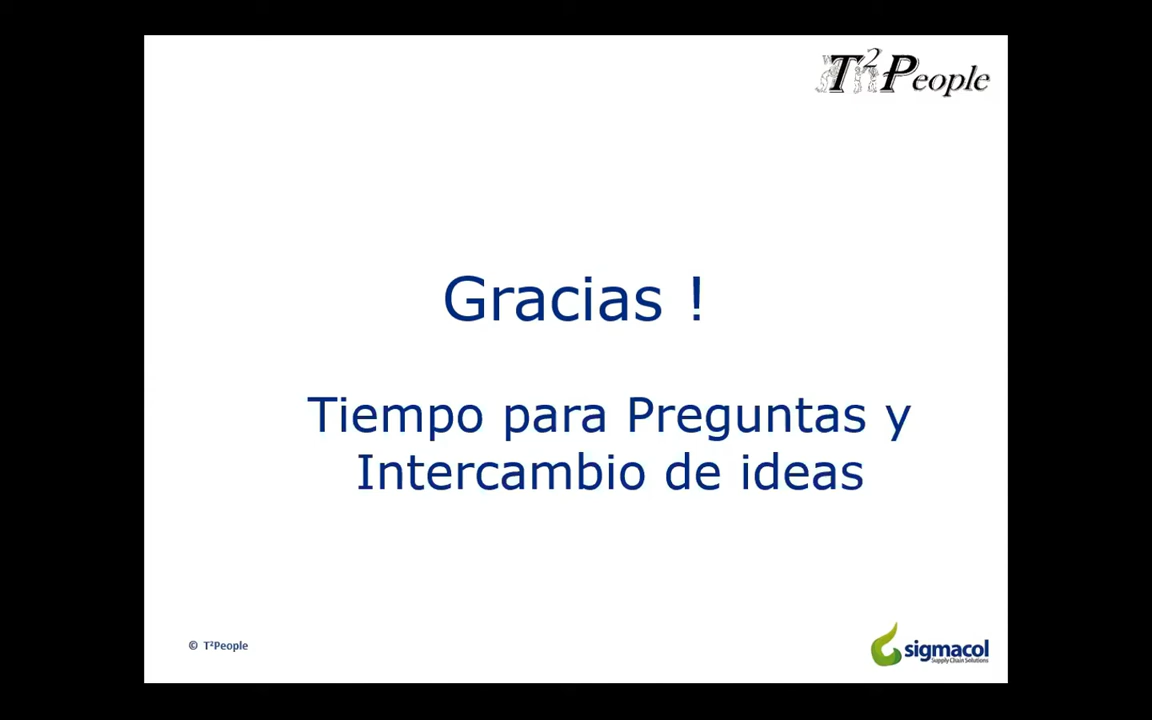 T²People
Gracias !
Tiempo para Preguntas y
Intercambio de ideas
© T²People
sigmacol
Supply Chain Solutions